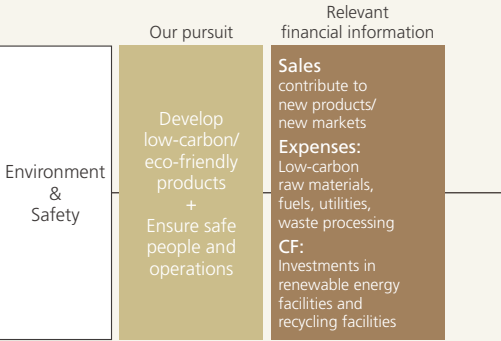 Our pursuit
Relevant
financial information
Environment
&
Safety
Develop
low-carbon/
eco-friendly
products
+
Ensure safe
people and
operations
Sales
contribute to
new products/
new markets
Expenses:
Low-carbon
raw materials,
fuels, utilities,
waste processing
CF:
Investments in
renewable energy
facilities and
recycling facilities